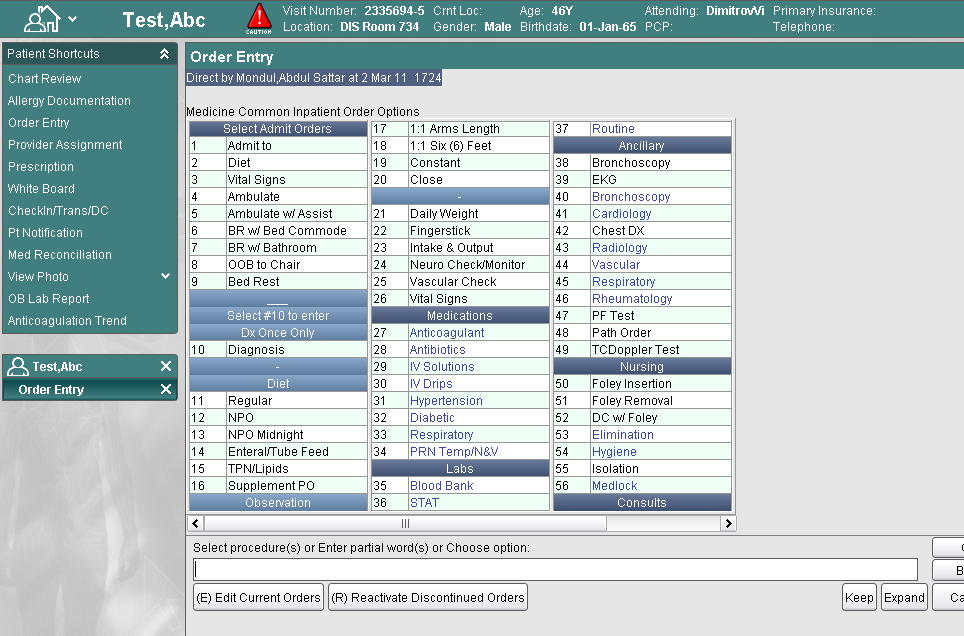 Test,Abc
CAUTION
Visit Number: 2335694-5 Crnt Loc: Age: 46Y Attending: DimitrovVi Primary Insurance:
Location: DIS Room 734 Gender: Male Birthdate: 01-Jan-65 PCP: Telephone:
Patient Shortcuts
Chart Review
Allergy Documentation
Order Entry
Provider Assignment
Prescription
White Board
CheckIn/Trans/DC
Pt Notification
Med Reconciliation
View Photo
OB Lab Report
Anticoagulation Trend
Test,Abc
Order Entry
Order Entry
Direct by Mondul,Abdul Sattar at 2 Mar 11 1724
Medicine Common Inpatient Order Options
Select Admit Orders
1 Admit to
2 Diet
3 Vital Signs
4 Ambulate
5 Ambulate w/ Assist
6 BR w/ Bed Commode
7 BR w/ Bathroom
8 OOB to Chair
9 Bed Rest
___
Select #10 to enter
Dx Once Only
10 Diagnosis
-
Diet
11 Regular
12 NPO
13 NPO Midnight
14 Enteral/Tube Feed
15 TPN/Lipids
16 Supplement PO
Observation
17 1:1 Arms Length
18 1:1 Six (6) Feet
19 Constant
20 Close
-
21 Daily Weight
22 Fingerstick
23 Intake & Output
24 Neuro Check/Monitor
25 Vascular Check
26 Vital Signs
Medications
27 Anticoagulant
28 Antibiotics
29 IV Solutions
30 IV Drips
31 Hypertension
32 Diabetic
33 Respiratory
34 PRN Temp/N&V
Labs
35 Blood Bank
36 STAT
37 Routine
Ancillary
38 Bronchoscopy
39 EKG
40 Bronchoscopy
41 Cardiology
42 Chest DX
43 Radiology
44 Vascular
45 Respiratory
46 Rheumatology
47 PF Test
48 Path Order
49 TCDoppler Test
Nursing
50 Foley Insertion
51 Foley Removal
52 DC w/ Foley
53 Elimination
54 Hygiene
55 Isolation
56 Medlock
Consults
Select procedure(s) or Enter partial word(s) or Choose option:
B
(E) Edit Current Orders (R) Reactivate Discontinued Orders Keep Expand Ca